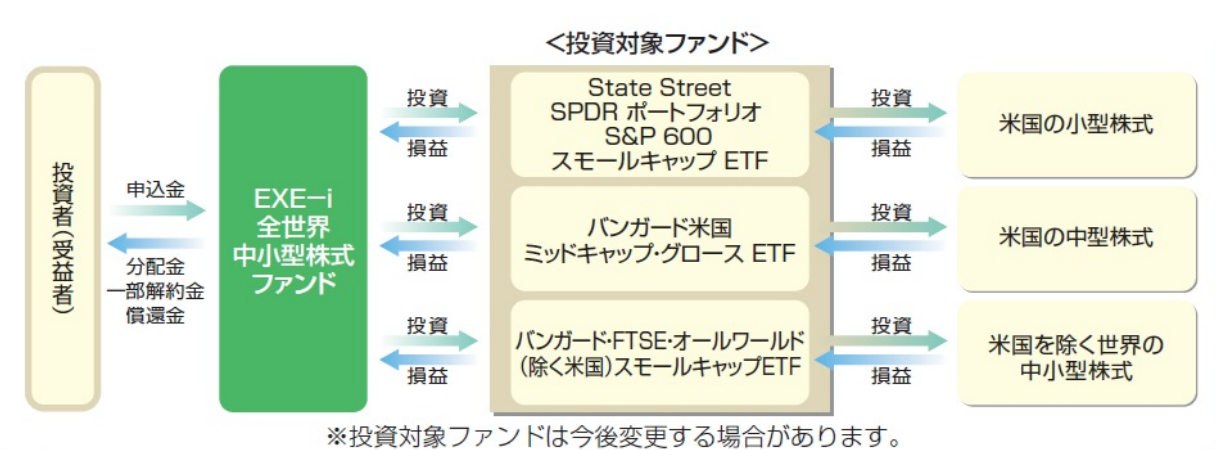 <投資対象ファンド>
投資者(受益者)
申込金
分配金
一部解約金
償還金
EXE－i
全世界
中小型株式
ファンド
投資
損益
State Street
SPDR ポートフォリオ
S&P 600
スモールキャップ ETF
投資
損益
米国の小型株式
投資
損益
バンガード米国
ミッドキャップ・グロース ETF
投資
損益
米国の中型株式
投資
損益
バンガード・FTSE・オールワールド
(除く米国)スモールキャップETF
投資
損益
米国を除く世界の
中小型株式
※投資対象ファンドは今後変更する場合があります。